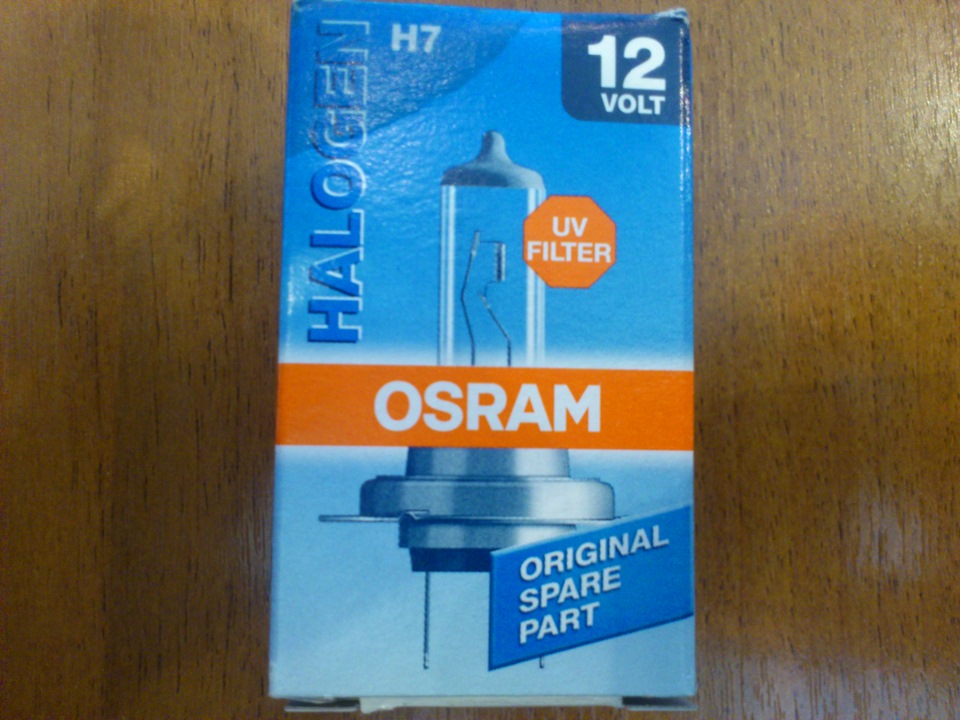 HALOGEN
H7
12
VOLT
UV
FILTER
OSRAM
ORIGINAL
SPARE
PART